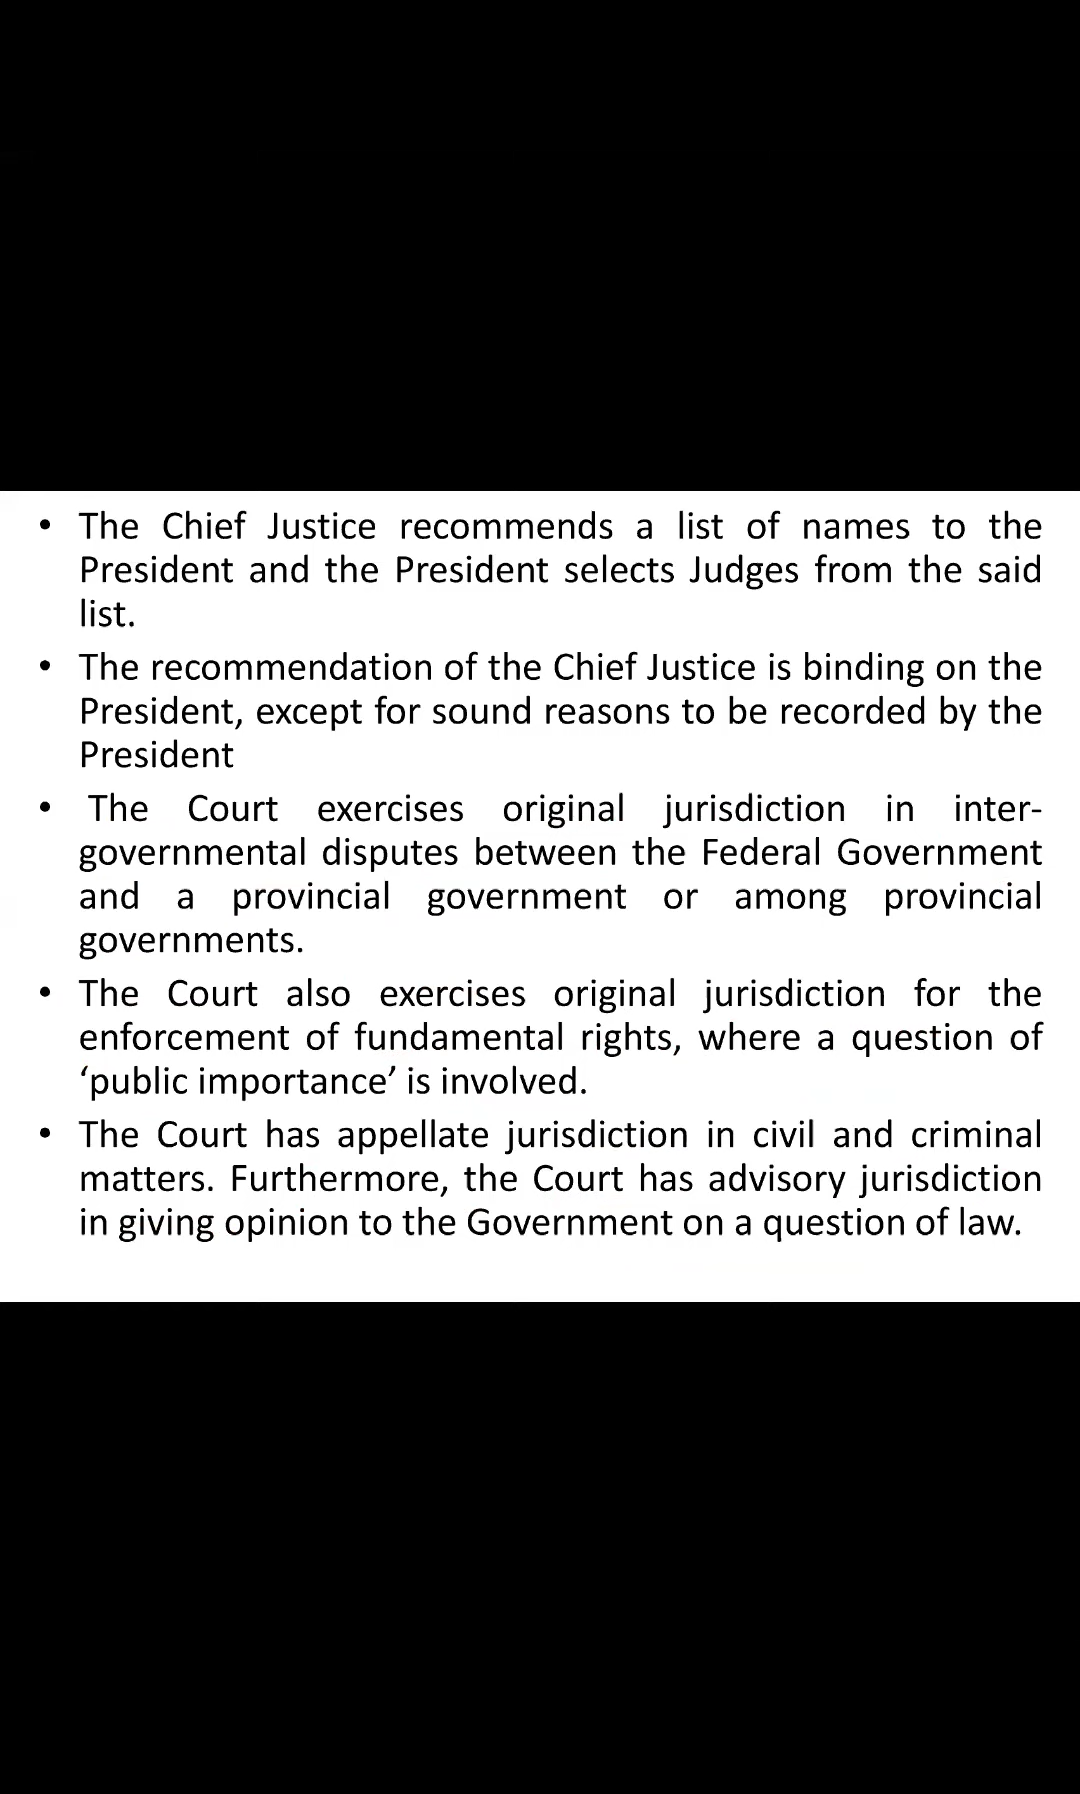 • The Chief Justice recommends a list of names to the
President and the President selects Judges from the said
list.
• The recommendation of the Chief Justice is binding on the
President, except for sound reasons to be recorded by the
President
• The Court exercises original jurisdiction in inter-
governmental disputes between the Federal Government
and a provincial government or among provincial
governments.
• The Court also exercises original jurisdiction for the
enforcement of fundamental rights, where a question of
‘public importance’ is involved.
• The Court has appellate jurisdiction in civil and criminal
matters. Furthermore, the Court has advisory jurisdiction
in giving opinion to the Government on a question of law.